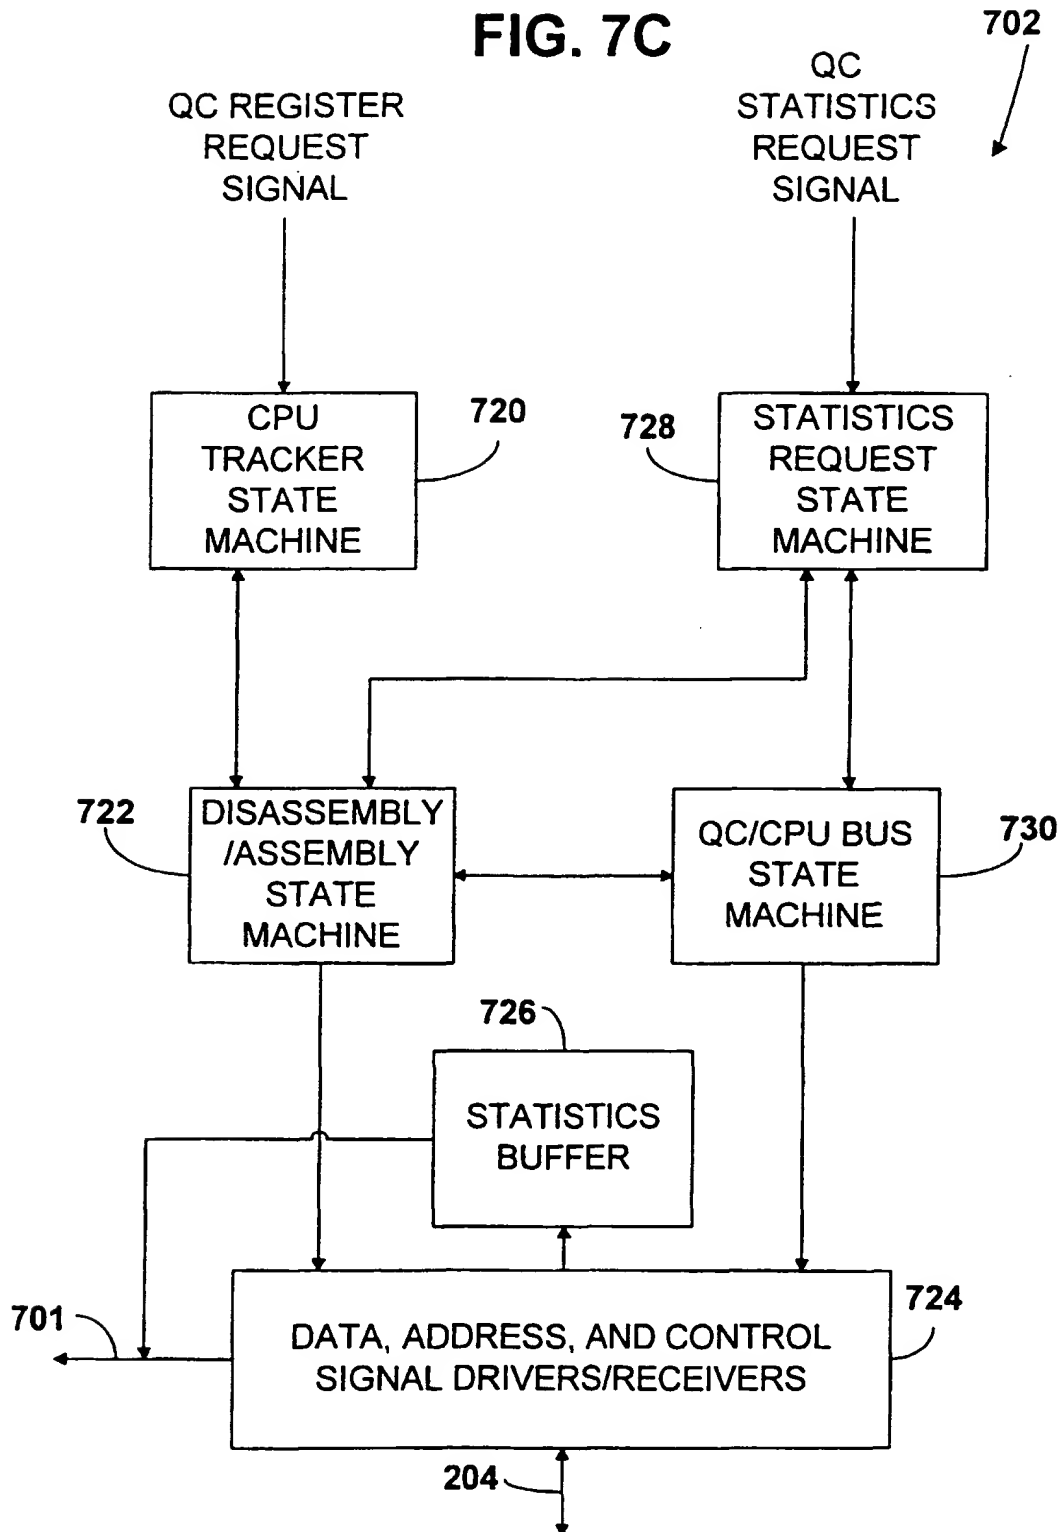 FIG. 7C
702
QC REGISTER
REQUEST
SIGNAL
QC
STATISTICS
REQUEST
SIGNAL
CPU
TRACKER
STATE
MACHINE
720
728
STATISTICS
REQUEST
STATE
MACHINE
722
DISASSEMBLY
/ASSEMBLY
STATE
MACHINE
QC/CPU BUS
STATE
MACHINE
730
726
STATISTICS
BUFFER
701
DATA, ADDRESS, AND CONTROL
SIGNAL DRIVERS/RECEIVERS
724
204